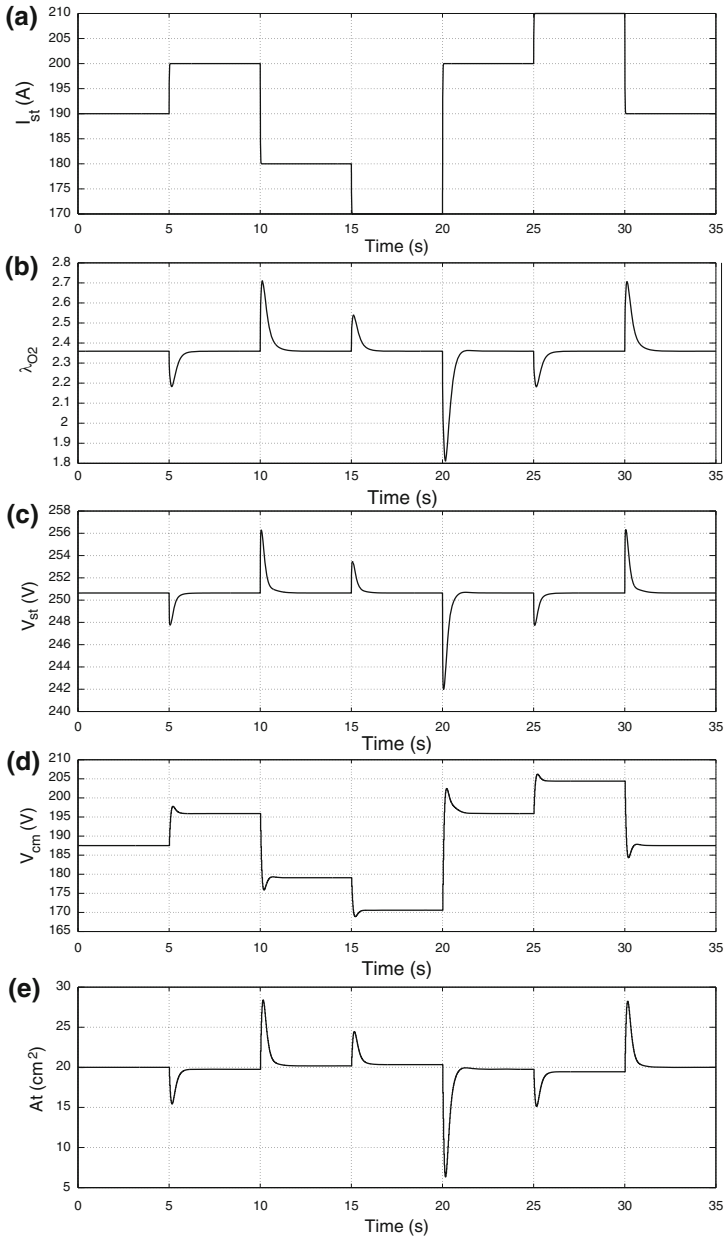 (a)
I_st (A)
210
205
200
195
190
185
180
175
170
0 5 10 15 20 25 30 35
Time (s)
(b)
λ_O2
2.8
2.7
2.6
2.5
2.4
2.3
2.2
2.1
2
1.9
1.8
0 5 10 15 20 25 30 35
Time (s)
(c)
V_st (V)
258
256
254
252
250
248
246
244
242
240
0 5 10 15 20 25 30 35
Time (s)
(d)
V_cm (V)
210
205
200
195
190
185
180
175
170
165
0 5 10 15 20 25 30 35
Time (s)
(e)
At (cm²)
30
25
20
15
10
5
0 5 10 15 20 25 30 35
Time (s)